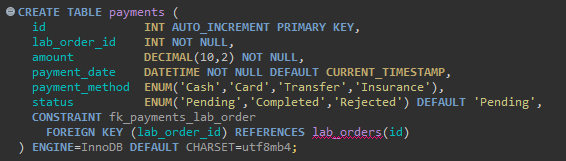 CREATE TABLE payments (
id INT AUTO_INCREMENT PRIMARY KEY,
lab_order_id INT NOT NULL,
amount DECIMAL(10,2) NOT NULL,
payment_date DATETIME NOT NULL DEFAULT CURRENT_TIMESTAMP,
payment_method ENUM('Cash','Card','Transfer','Insurance'),
status ENUM('Pending','Completed','Rejected') DEFAULT 'Pending',
CONSTRAINT fk_payments_lab_order
FOREIGN KEY (lab_order_id) REFERENCES lab_orders(id)
) ENGINE=InnoDB DEFAULT CHARSET=utf8mb4;